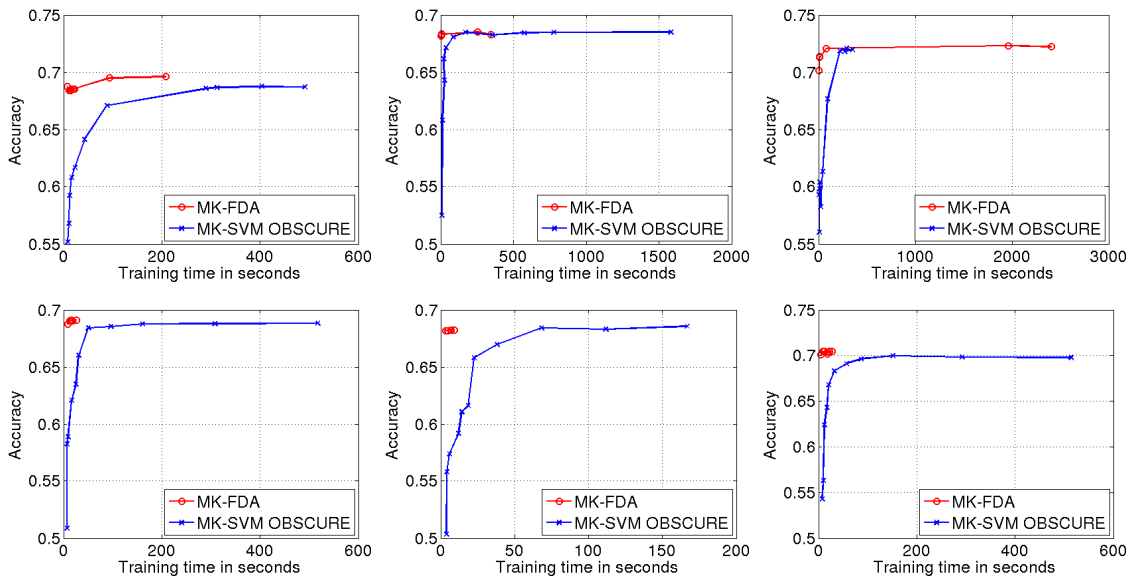 0.75
0.7
0.65
0.6
0.55
Accuracy
MK-FDA
MK-SVM OBSCURE
0 200 400 600
Training time in seconds
0.7
0.65
0.6
0.55
0.5
Accuracy
MK-FDA
MK-SVM OBSCURE
0 500 1000 1500 2000
Training time in seconds
0.75
0.7
0.65
0.6
0.55
Accuracy
MK-FDA
MK-SVM OBSCURE
0 1000 2000 3000
Training time in seconds
0.7
0.65
0.6
0.55
0.5
Accuracy
MK-FDA
MK-SVM OBSCURE
0 200 400 600
Training time in seconds
0.7
0.65
0.6
0.55
0.5
Accuracy
MK-FDA
MK-SVM OBSCURE
0 50 100 150 200
Training time in seconds
0.75
0.7
0.65
0.6
0.55
0.5
Accuracy
MK-FDA
MK-SVM OBSCURE
0 200 400 600
Training time in seconds